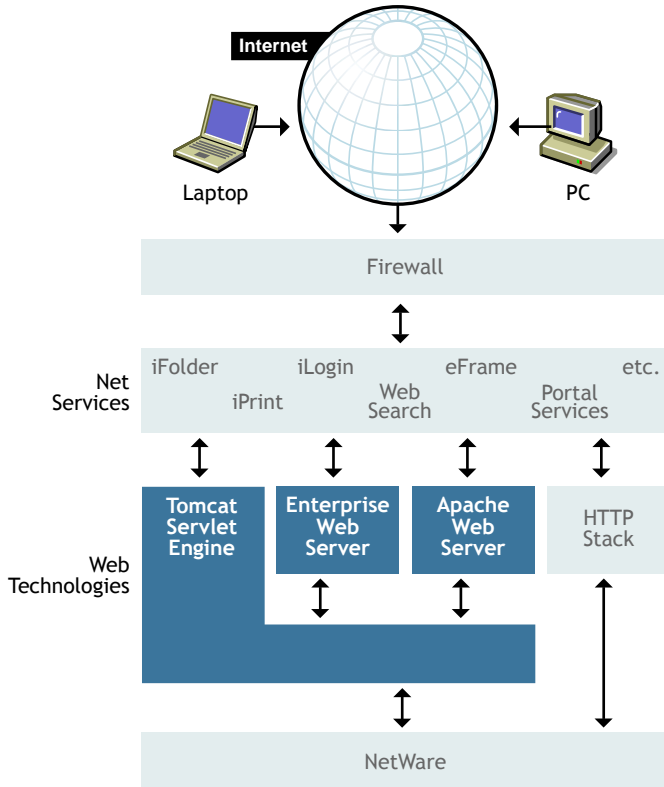 Internet
Laptop
PC
Firewall
Net
Services
iFolder
iLogin
eFrame
etc.
iPrint
Web
Search
Portal
Services
Web
Technologies
Tomcat
Servlet
Engine
Enterprise
Web
Server
Apache
Web
Server
HTTP
Stack
NetWare